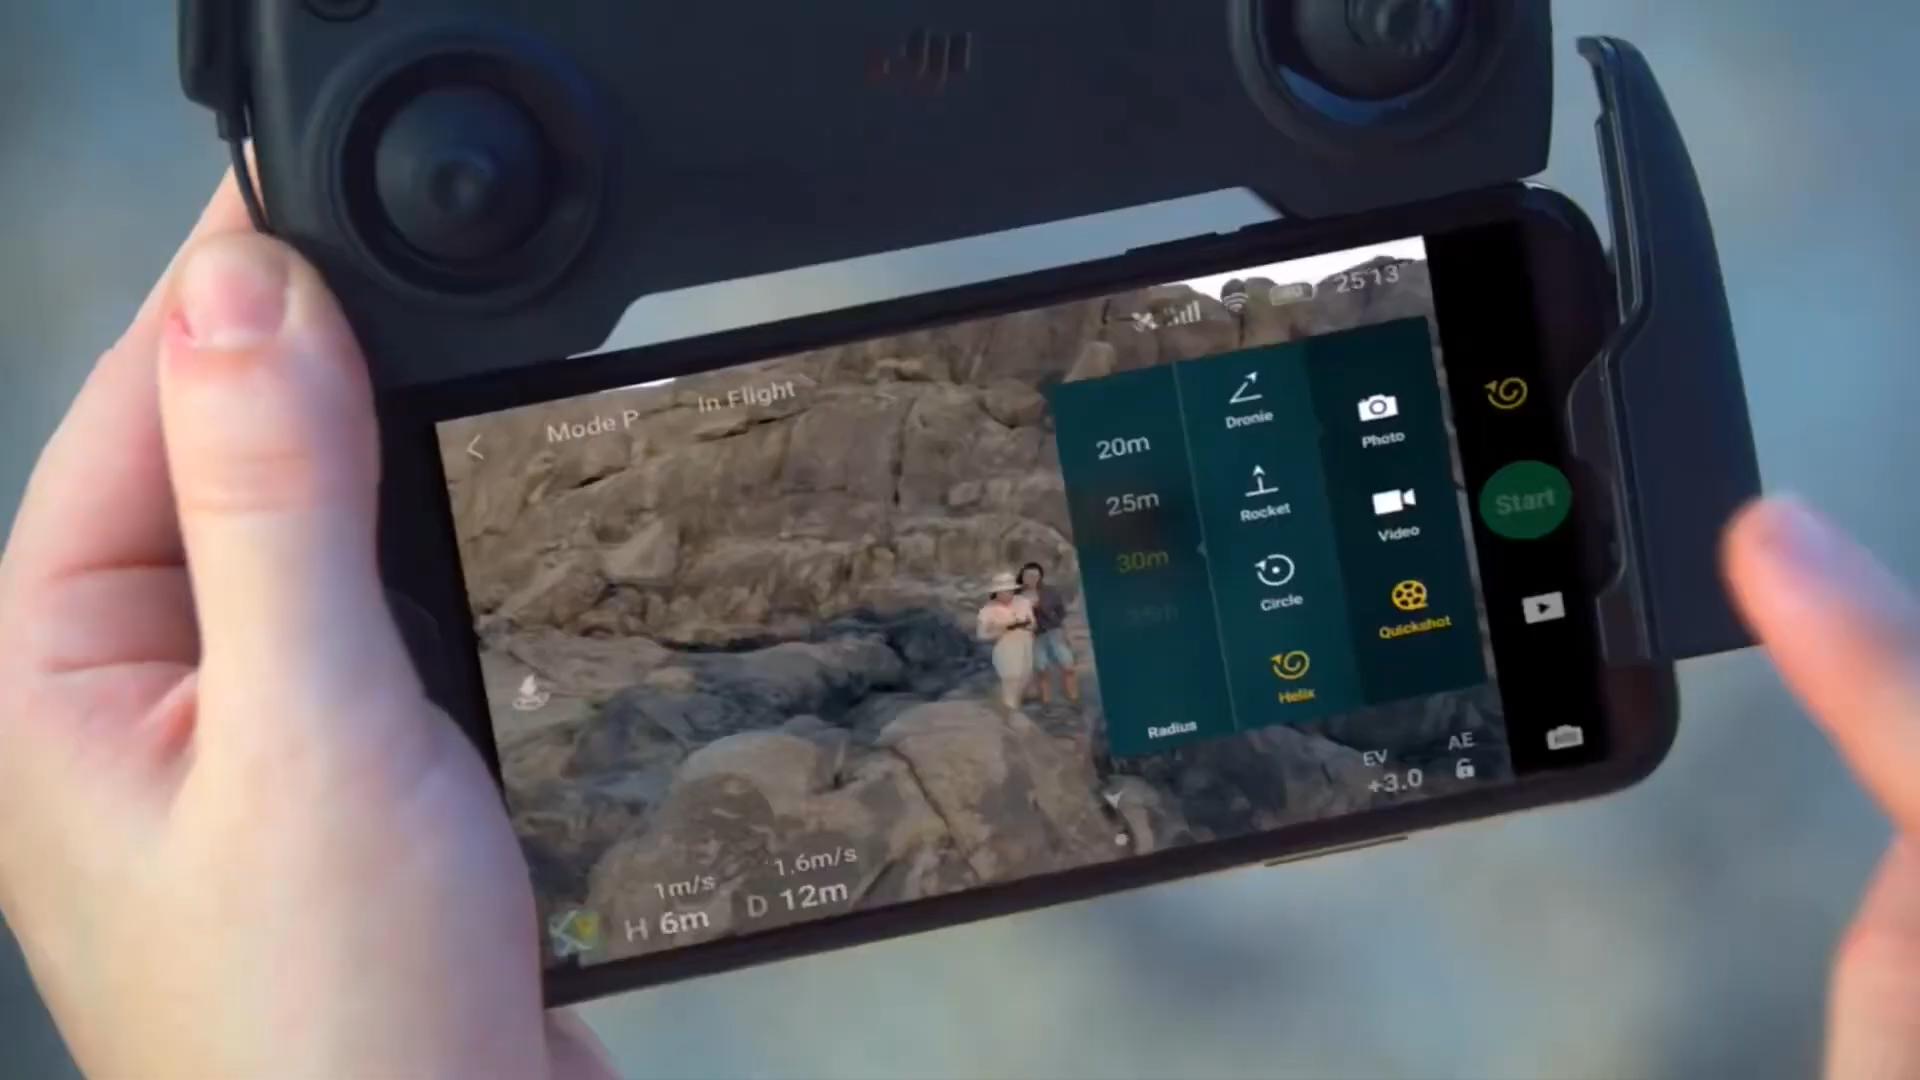 dji
25'13"
Mode P
In Flight
20m
25m
30m
Radius
Dronie
Rocket
Circle
Helix
Photo
Video
Quickshot
Start
1m/s
1.6m/s
H 6m
D 12m
EV
+3.0
AE